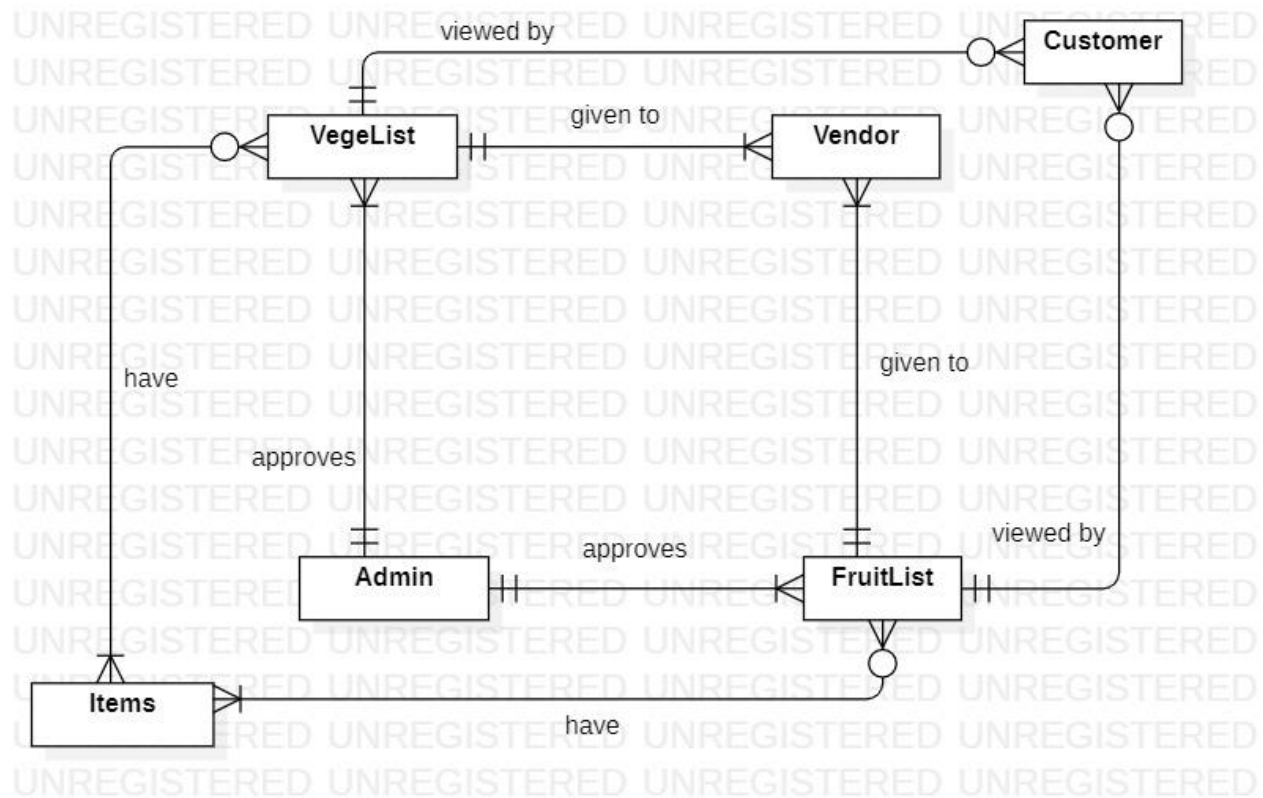 UNREGISTERED UNREGISTERED UNREGISTERED UNREGISTERED
viewed by
Customer
VegeList
given to
Vendor
have
given to
approves
viewed by
Admin
approves
FruitList
Items
have